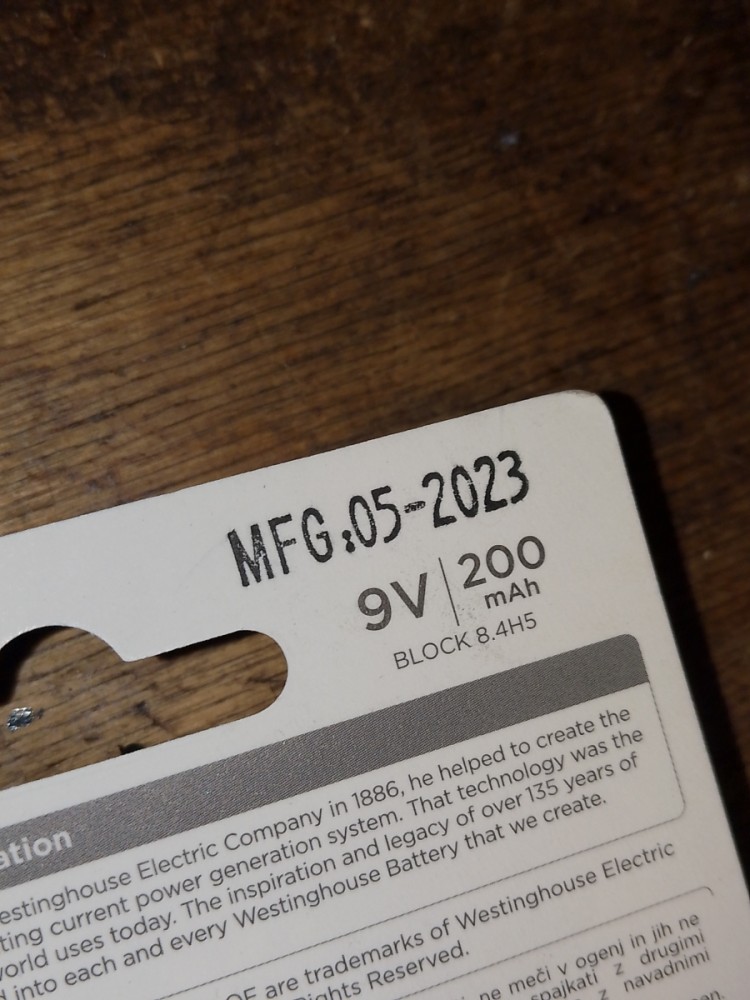 MFG:05-2023
9V 200
mAh
BLOCK 8.4H5
Westinghouse Electric Company in 1886, he helped to create the
current power generation system. That technology was the
world uses today. The inspiration and legacy of over 135 years of
into each and every Westinghouse Battery that we create.
are trademarks of Westinghouse Electric
Rights Reserved.
ne meči v ogenj in jih ne
spajkati z drugimi
z navadnimi